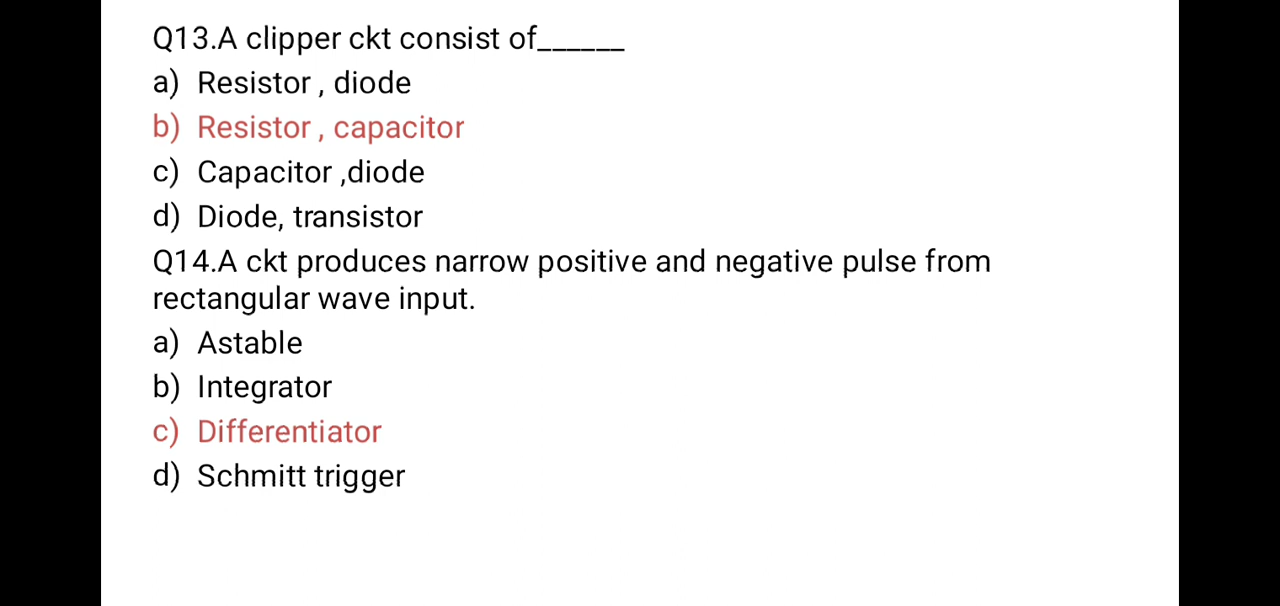 Q13.A clipper ckt consist of______
a) Resistor , diode
b) Resistor , capacitor
c) Capacitor ,diode
d) Diode, transistor
Q14.A ckt produces narrow positive and negative pulse from
rectangular wave input.
a) Astable
b) Integrator
c) Differentiator
d) Schmitt trigger